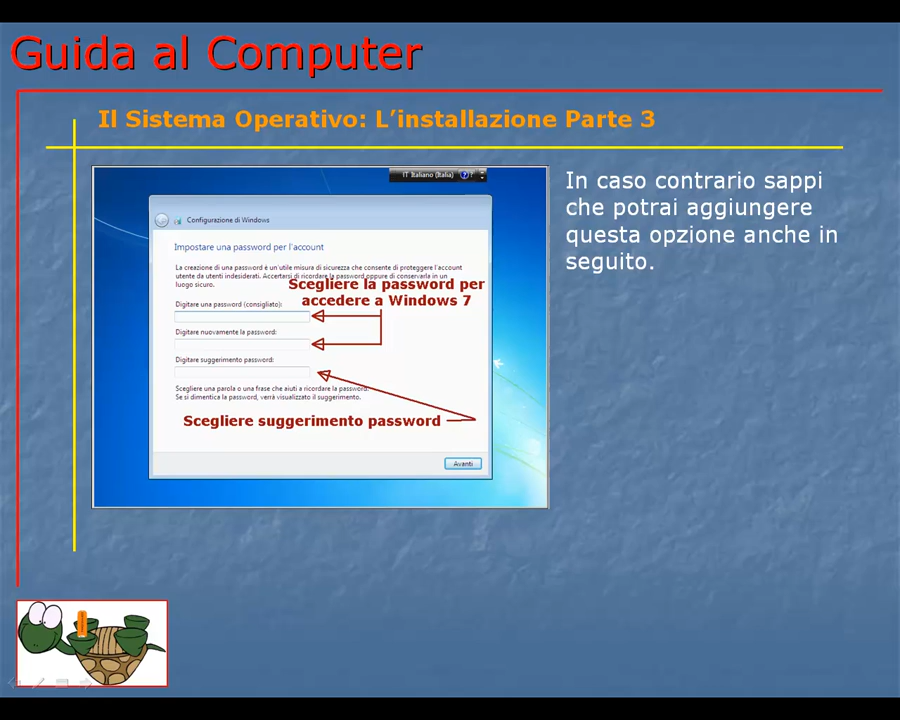 Guida al Computer
Il Sistema Operativo: L'installazione Parte 3
IT Italiano (Italia)
Configurazione di Windows
Impostare una password per l'account
La creazione di una password è un'utile misura di sicurezza che consente di proteggere l'account
utente da utenti indesiderati. Accertarsi di ricordare la password oppure di conservarla in un
luogo sicuro.
Scegliere la password per
accedere a Windows 7
Digitare una password (consigliato):
Digitare nuovamente la password:
Digitare suggerimento password:
Scegliere una parola o una frase che aiuti a ricordare la password.
Se si dimentica la password, verrà visualizzato il suggerimento.
Scegliere suggerimento password
Avanti
In caso contrario sappi
che potrai aggiungere
questa opzione anche in
seguito.